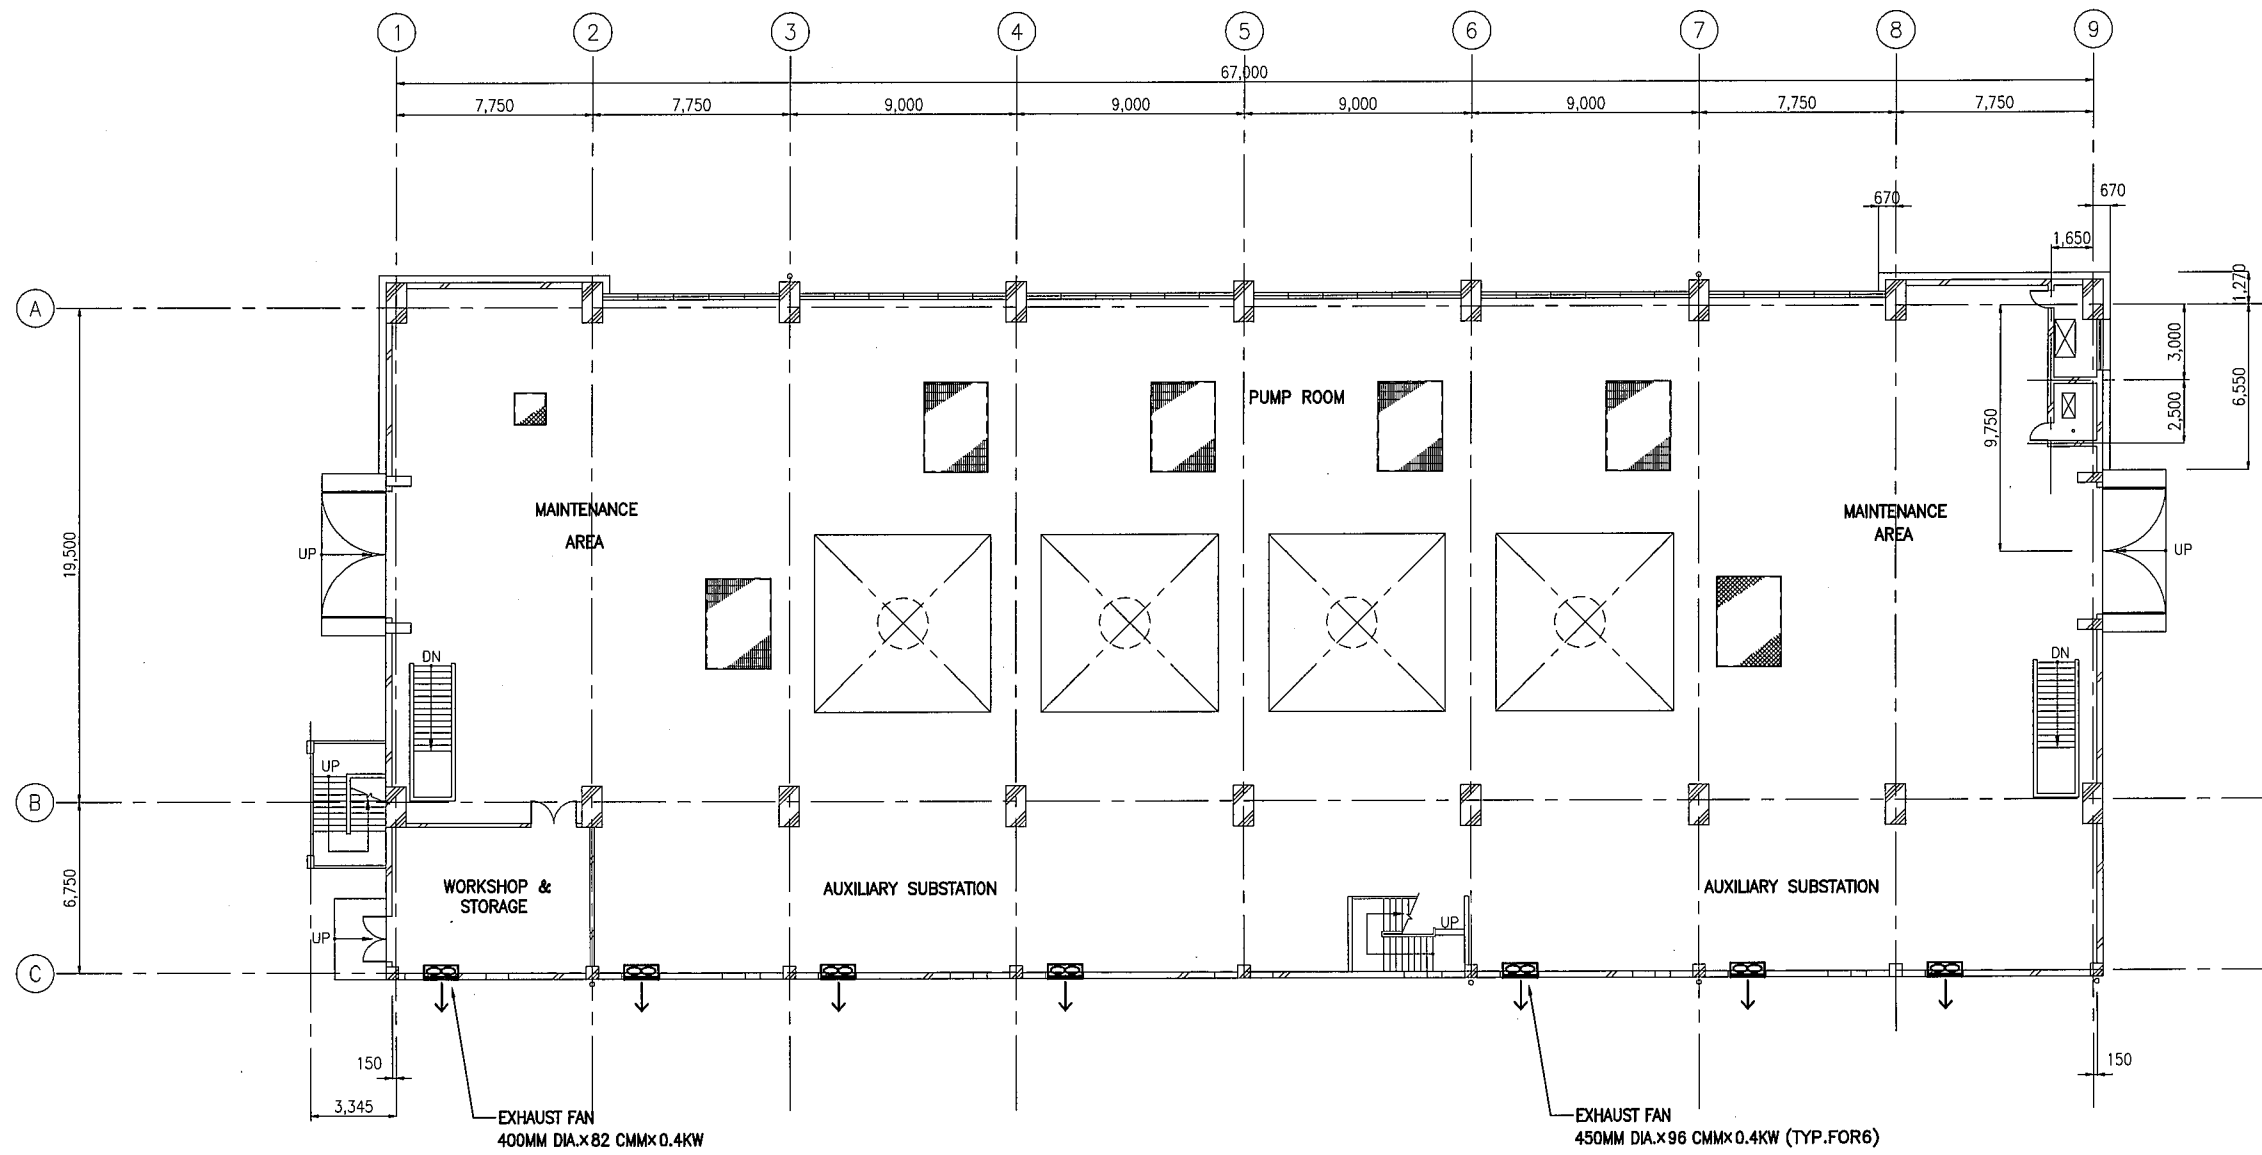 1 2 3 4 5 6 7 8 9
67,000
7,750 7,750 9,000 9,000 9,000 9,000 7,750 7,750
670 670
1,650
1,270
A
3,000
6,550
PUMP ROOM
2,500
9,750
MAINTENANCE
AREA
MAINTENANCE
AREA
19,500
UP
UP
DN
DN
UP
B
WORKSHOP &
STORAGE
AUXILIARY SUBSTATION
AUXILIARY SUBSTATION
6,750
UP
UP
C
150
150
3,345
EXHAUST FAN
400MM DIA.×82 CMM×0.4KW
EXHAUST FAN
450MM DIA.×96 CMM×0.4KW (TYP.FOR6)